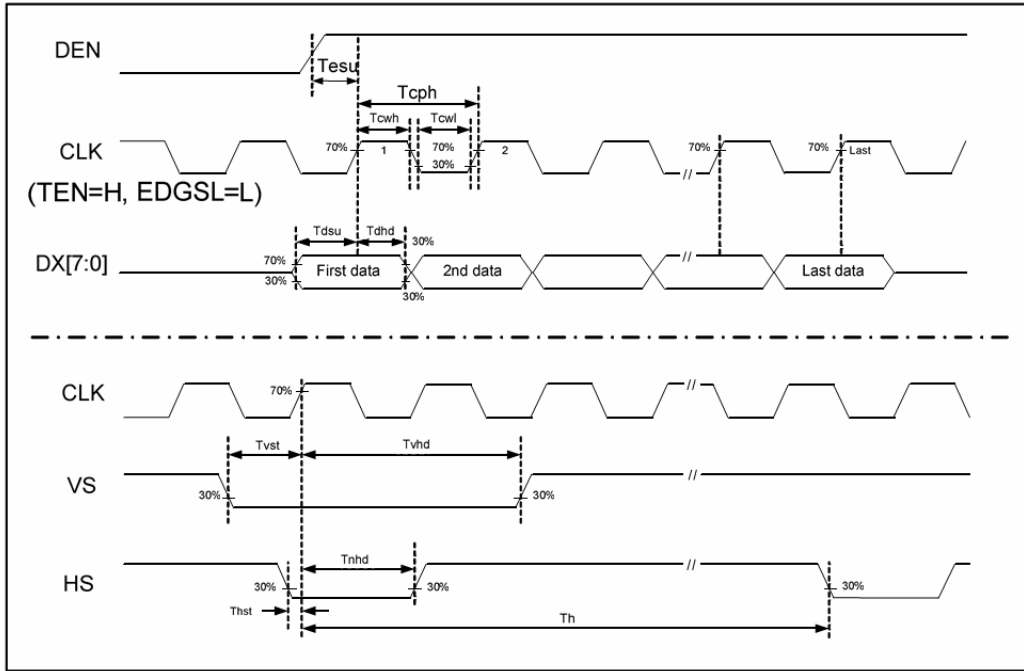 DEN
Tesu
Tcph
Tcwh Tcwl
CLK 70% 1 70% 2 70% 70% Last
30%
//
(TEN=H, EDGSL=L)
Tdsu Tdhd 30%
DX[7:0] 70% First data 2nd data // Last data
30% 30%
CLK 70% //
Tvst Tvhd
VS 30% 30% //
Tnhd
HS 30% 30% // 30%
Thst
Th